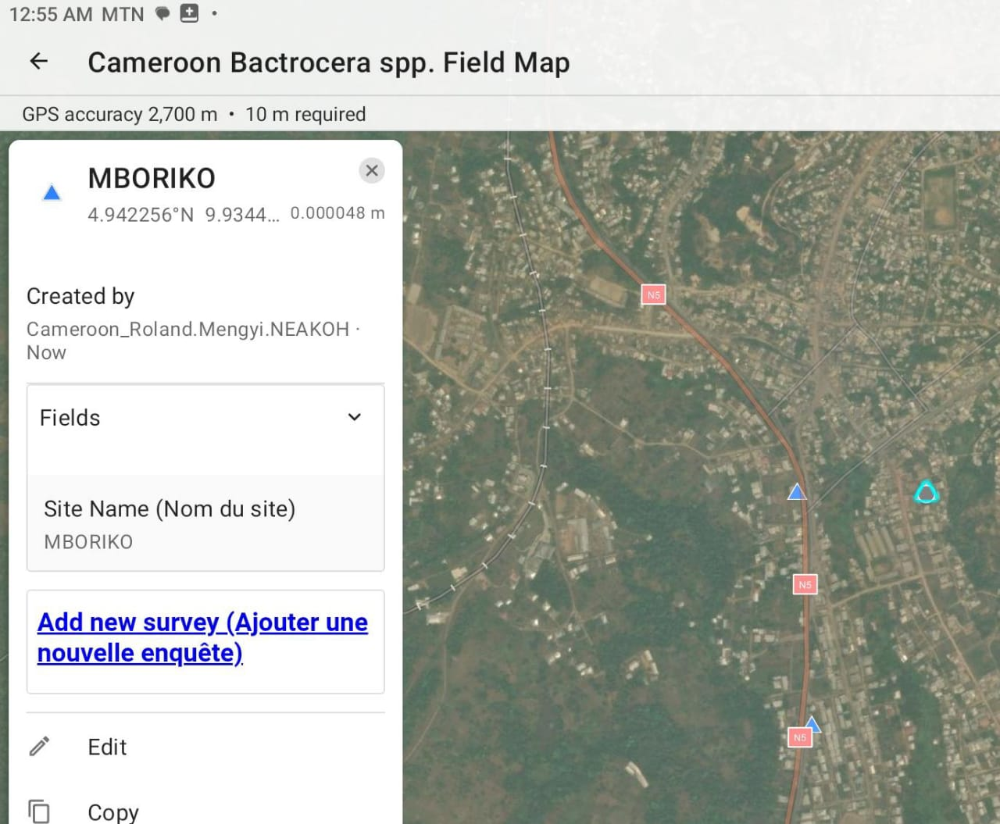 12:55 AM MTN
Cameroon Bactrocera spp. Field Map
GPS accuracy 2,700 m • 10 m required
MBORIKO
4.942256°N 9.9344... 0.000048 m
Created by
Cameroon_Roland.Mengyi.NEAKOH ·
Now
Fields
Site Name (Nom du site)
MBORIKO
Add new survey (Ajouter une
nouvelle enquête)
Edit
Copy
N5
N5
N5